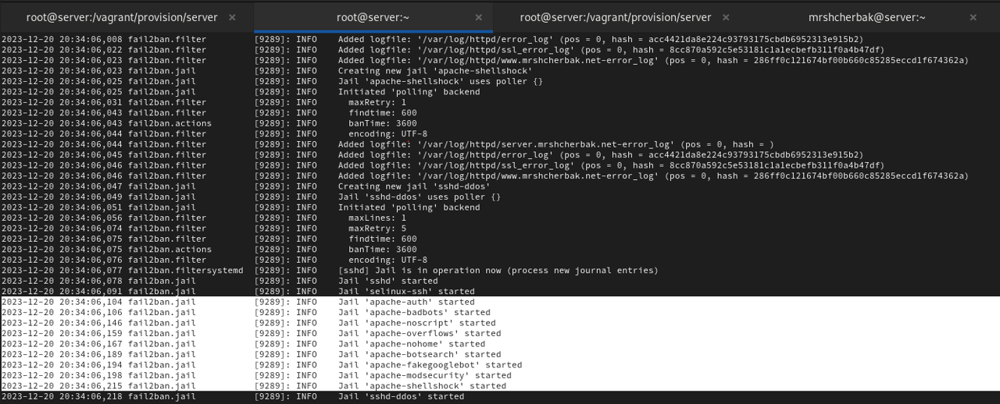 root@server:/vagrant/provision/server × root@server:~ × root@server:/vagrant/provision/server × mrshcherbak@server:~ ×
2023-12-20 20:34:06,008 fail2ban.filter [9289]: INFO Added logfile: '/var/log/httpd/error_log' (pos = 0, hash = acc4421da8e224c93793175cbdb6952313e915b2)
2023-12-20 20:34:06,022 fail2ban.filter [9289]: INFO Added logfile: '/var/log/httpd/ssl_error_log' (pos = 0, hash = 8cc870a592c5e53181c1a1ecbefb311f0a4b47df)
2023-12-20 20:34:06,023 fail2ban.filter [9289]: INFO Added logfile: '/var/log/httpd/www.mrshcherbak.net-error_log' (pos = 0, hash = 286ff0c121674bf00b660c85285eccd1f674362a)
2023-12-20 20:34:06,023 fail2ban.jail [9289]: INFO Creating new jail 'apache-shellshock'
2023-12-20 20:34:06,025 fail2ban.jail [9289]: INFO Jail 'apache-shellshock' uses poller {}
2023-12-20 20:34:06,025 fail2ban.jail [9289]: INFO Initiated 'polling' backend
2023-12-20 20:34:06,031 fail2ban.filter [9289]: INFO maxRetry: 1
2023-12-20 20:34:06,043 fail2ban.filter [9289]: INFO findtime: 600
2023-12-20 20:34:06,043 fail2ban.actions [9289]: INFO banTime: 3600
2023-12-20 20:34:06,044 fail2ban.filter [9289]: INFO encoding: UTF-8
2023-12-20 20:34:06,044 fail2ban.filter [9289]: INFO Added logfile: '/var/log/httpd/server.mrshcherbak.net-error_log' (pos = 0, hash = )
2023-12-20 20:34:06,045 fail2ban.filter [9289]: INFO Added logfile: '/var/log/httpd/error_log' (pos = 0, hash = acc4421da8e224c93793175cbdb6952313e915b2)
2023-12-20 20:34:06,046 fail2ban.filter [9289]: INFO Added logfile: '/var/log/httpd/ssl_error_log' (pos = 0, hash = 8cc870a592c5e53181c1a1ecbefb311f0a4b47df)
2023-12-20 20:34:06,046 fail2ban.filter [9289]: INFO Added logfile: '/var/log/httpd/www.mrshcherbak.net-error_log' (pos = 0, hash = 286ff0c121674bf00b660c85285eccd1f674362a)
2023-12-20 20:34:06,047 fail2ban.jail [9289]: INFO Creating new jail 'sshd-ddos'
2023-12-20 20:34:06,049 fail2ban.jail [9289]: INFO Jail 'sshd-ddos' uses poller {}
2023-12-20 20:34:06,051 fail2ban.jail [9289]: INFO Initiated 'polling' backend
2023-12-20 20:34:06,056 fail2ban.filter [9289]: INFO maxLines: 1
2023-12-20 20:34:06,074 fail2ban.filter [9289]: INFO maxRetry: 5
2023-12-20 20:34:06,075 fail2ban.filter [9289]: INFO findtime: 600
2023-12-20 20:34:06,075 fail2ban.actions [9289]: INFO banTime: 3600
2023-12-20 20:34:06,076 fail2ban.filter [9289]: INFO encoding: UTF-8
2023-12-20 20:34:06,077 fail2ban.filtersystemd [9289]: INFO [sshd] Jail is in operation now (process new journal entries)
2023-12-20 20:34:06,078 fail2ban.jail [9289]: INFO Jail 'sshd' started
2023-12-20 20:34:06,091 fail2ban.jail [9289]: INFO Jail 'selinux-ssh' started
2023-12-20 20:34:06,104 fail2ban.jail [9289]: INFO Jail 'apache-auth' started
2023-12-20 20:34:06,106 fail2ban.jail [9289]: INFO Jail 'apache-badbots' started
2023-12-20 20:34:06,146 fail2ban.jail [9289]: INFO Jail 'apache-noscript' started
2023-12-20 20:34:06,159 fail2ban.jail [9289]: INFO Jail 'apache-overflows' started
2023-12-20 20:34:06,167 fail2ban.jail [9289]: INFO Jail 'apache-nohome' started
2023-12-20 20:34:06,189 fail2ban.jail [9289]: INFO Jail 'apache-botsearch' started
2023-12-20 20:34:06,194 fail2ban.jail [9289]: INFO Jail 'apache-fakegooglebot' started
2023-12-20 20:34:06,198 fail2ban.jail [9289]: INFO Jail 'apache-modsecurity' started
2023-12-20 20:34:06,215 fail2ban.jail [9289]: INFO Jail 'apache-shellshock' started
2023-12-20 20:34:06,218 fail2ban.jail [9289]: INFO Jail 'sshd-ddos' started